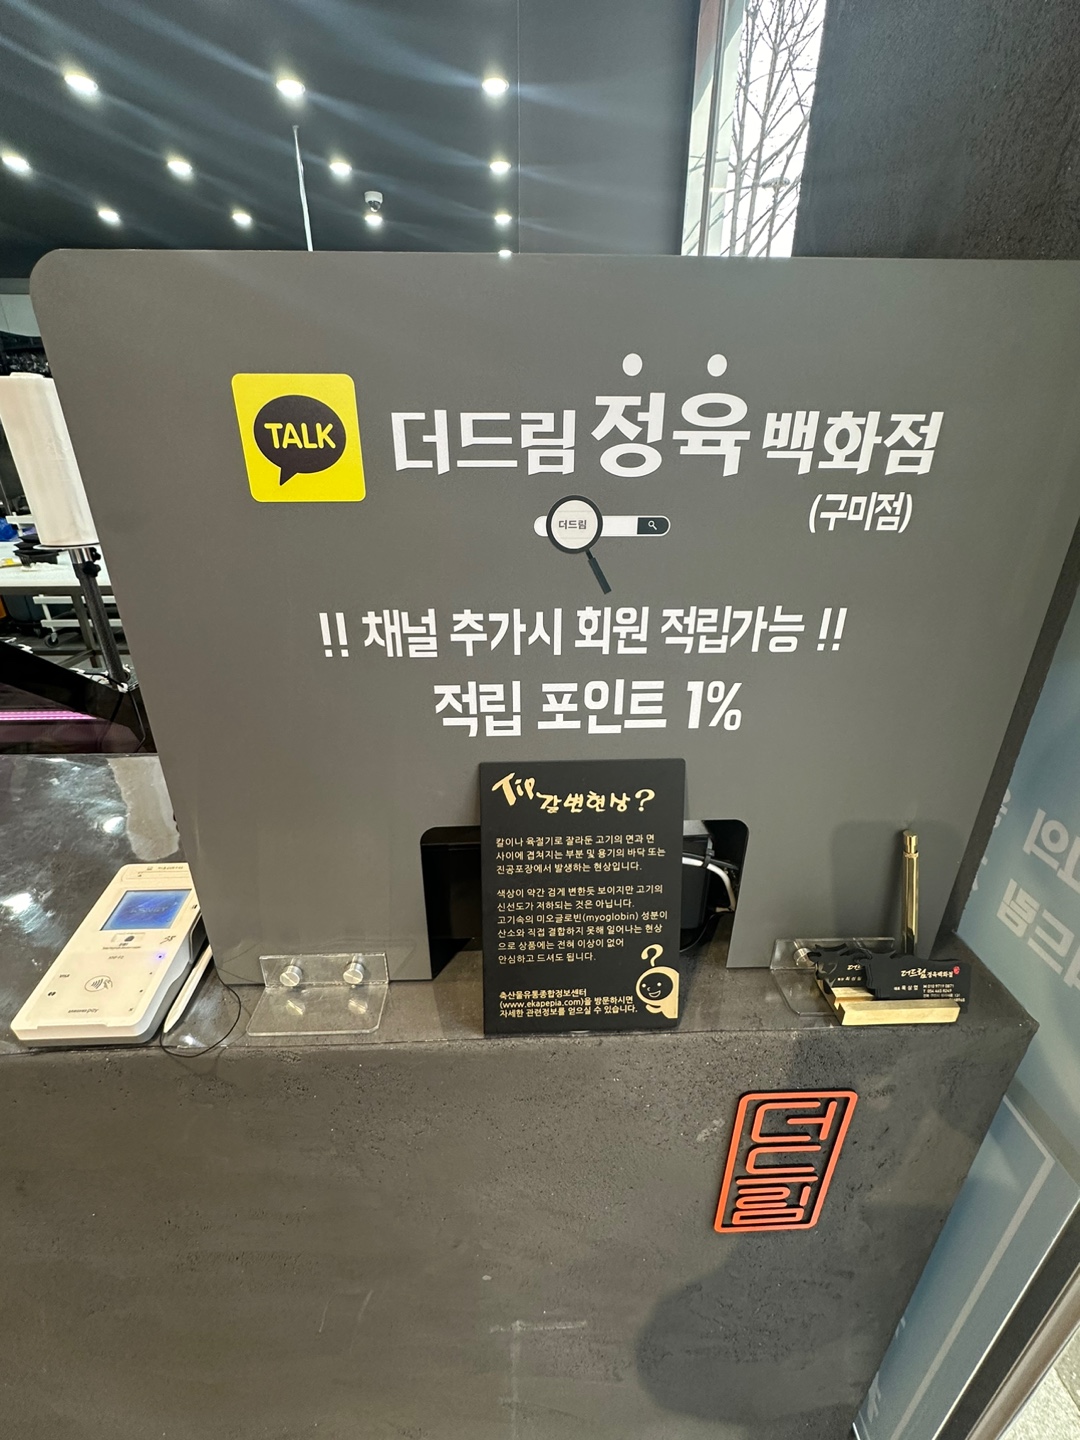 TALK
더드림 정육 백화점
(구미점)
더드림
!! 채널 추가시 회원 적립가능 !!
적립 포인트 1%
Tip 갈변현상?
칼이나 육절기로 잘라둔 고기의 면과 면
사이에 겹쳐지는 부분 및 용기의 바닥 또는
진공포장에서 발생하는 현상입니다.
색상이 약간 검게 변한듯 보이지만 고기의
신선도가 저하되는 것은 아닙니다.
고기속의 미오글로빈(myoglobin) 성분이
산소와 직접 결합하지 못해 일어나는 현상
으로 상품에는 전혀 이상이 없어
안심하고 드셔도 됩니다.
?
축산물유통종합정보센터
(www.ekapepia.com)을 방문하시면
자세한 관련정보를 얻으실 수 있습니다.
더드림 정육백화점
더드림